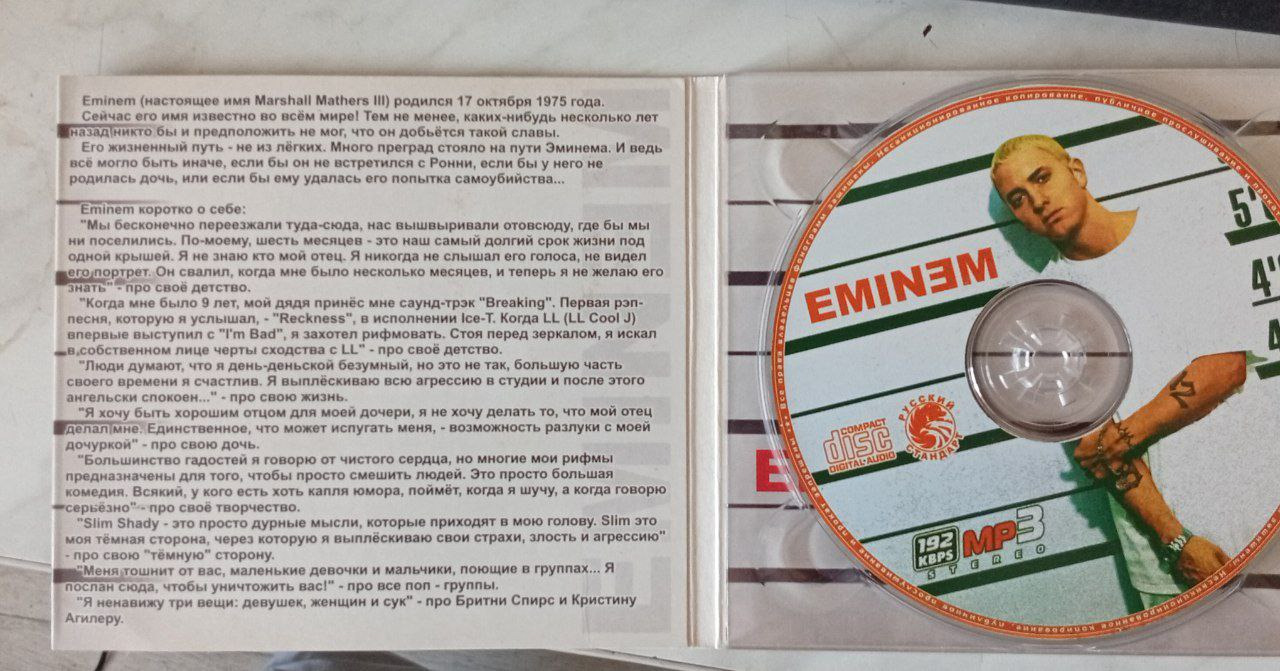 Eminem (настоящее имя Marshall Mathers III) родился 17 октября 1975 года.
Сейчас его имя известно во всём мире! Тем не менее, каких-нибудь несколько лет
назад никто бы и предположить не мог, что он добьётся такой славы.
Его жизненный путь - не из лёгких. Много преград стояло на пути Эминема. И ведь
всё могло быть иначе, если бы он не встретился с Ронни, если бы у него не
родилась дочь, или если бы ему удалась его попытка самоубийства...
Eminem коротко о себе:
"Мы бесконечно переезжали туда-сюда, нас вышвыривали отовсюду, где бы мы
ни поселились. По-моему, шесть месяцев - это наш самый долгий срок жизни под
одной крышей. Я не знаю кто мой отец. Я никогда не слышал его голоса, не видел
его портрет. Он свалил, когда мне было несколько месяцев, и теперь я не желаю его
знать" - про своё детство.
"Когда мне было 9 лет, мой дядя принёс мне саунд-трэк "Breaking". Первая рэп-
песня, которую я услышал, - "Reckness", в исполнении Ice-T. Когда LL (LL Cool J)
впервые выступил с "I'm Bad", я захотел рифмовать. Стоя перед зеркалом, я искал
в собственном лице черты сходства с LL" - про своё детство.
"Люди думают, что я день-деньской безумный, но это не так, большую часть
своего времени я счастлив. Я выплёскиваю всю агрессию в студии и после этого
ангельски спокоен..." - про свою жизнь.
"Я хочу быть хорошим отцом для моей дочери, я не хочу делать то, что мой отец
делал мне. Единственное, что может испугать меня, - возможность разлуки с моей
дочуркой" - про свою дочь.
"Большинство гадостей я говорю от чистого сердца, но многие мои рифмы
предназначены для того, чтобы просто смешить людей. Это просто большая
комедия. Всякий, у кого есть хоть капля юмора, поймёт, когда я шучу, а когда говорю
серьёзно" - про своё творчество.
"Slim Shady - это просто дурные мысли, которые приходят в мою голову. Slim это
моя тёмная сторона, через которую я выплёскиваю свои страхи, злость и агрессию"
- про свою "тёмную" сторону.
"Меня тошнит от вас, маленькие девочки и мальчики, поющие в группах... Я
послан сюда, чтобы уничтожить вас!" - про все поп - группы.
"Я ненавижу три вещи: девушек, женщин и сук" - про Бритни Спирс и Кристину
Агилеру.
EMINEM
EMINƎM
5'
4'
4
COMPACT
disc
DIGITAL AUDIO
РУССКИЙ
СТАНДАРТ
192
KBPS
MP3
STEREO
Все права владельцев фонограмм защищены. Несанкционированное копирование, публичное прослушивание и